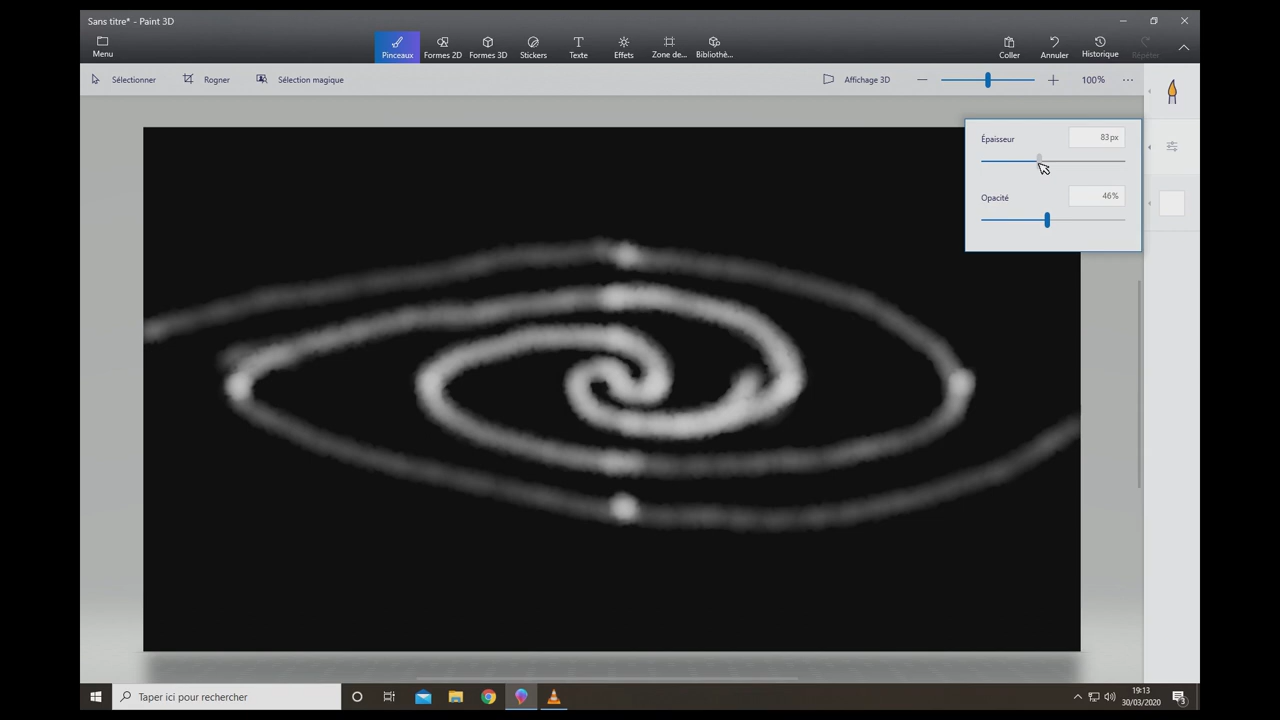 Sans titre* - Paint 3D
Menu
Pinceaux
Formes 2D
Formes 3D
Stickers
Texte
Effets
Zone de...
Bibliothè...
Coller
Annuler
Historique
Répéter
Sélectionner
Rogner
Sélection magique
Affichage 3D
100%
Épaisseur
83px
Opacité
46%
Taper ici pour rechercher
19:13
30/03/2020
3